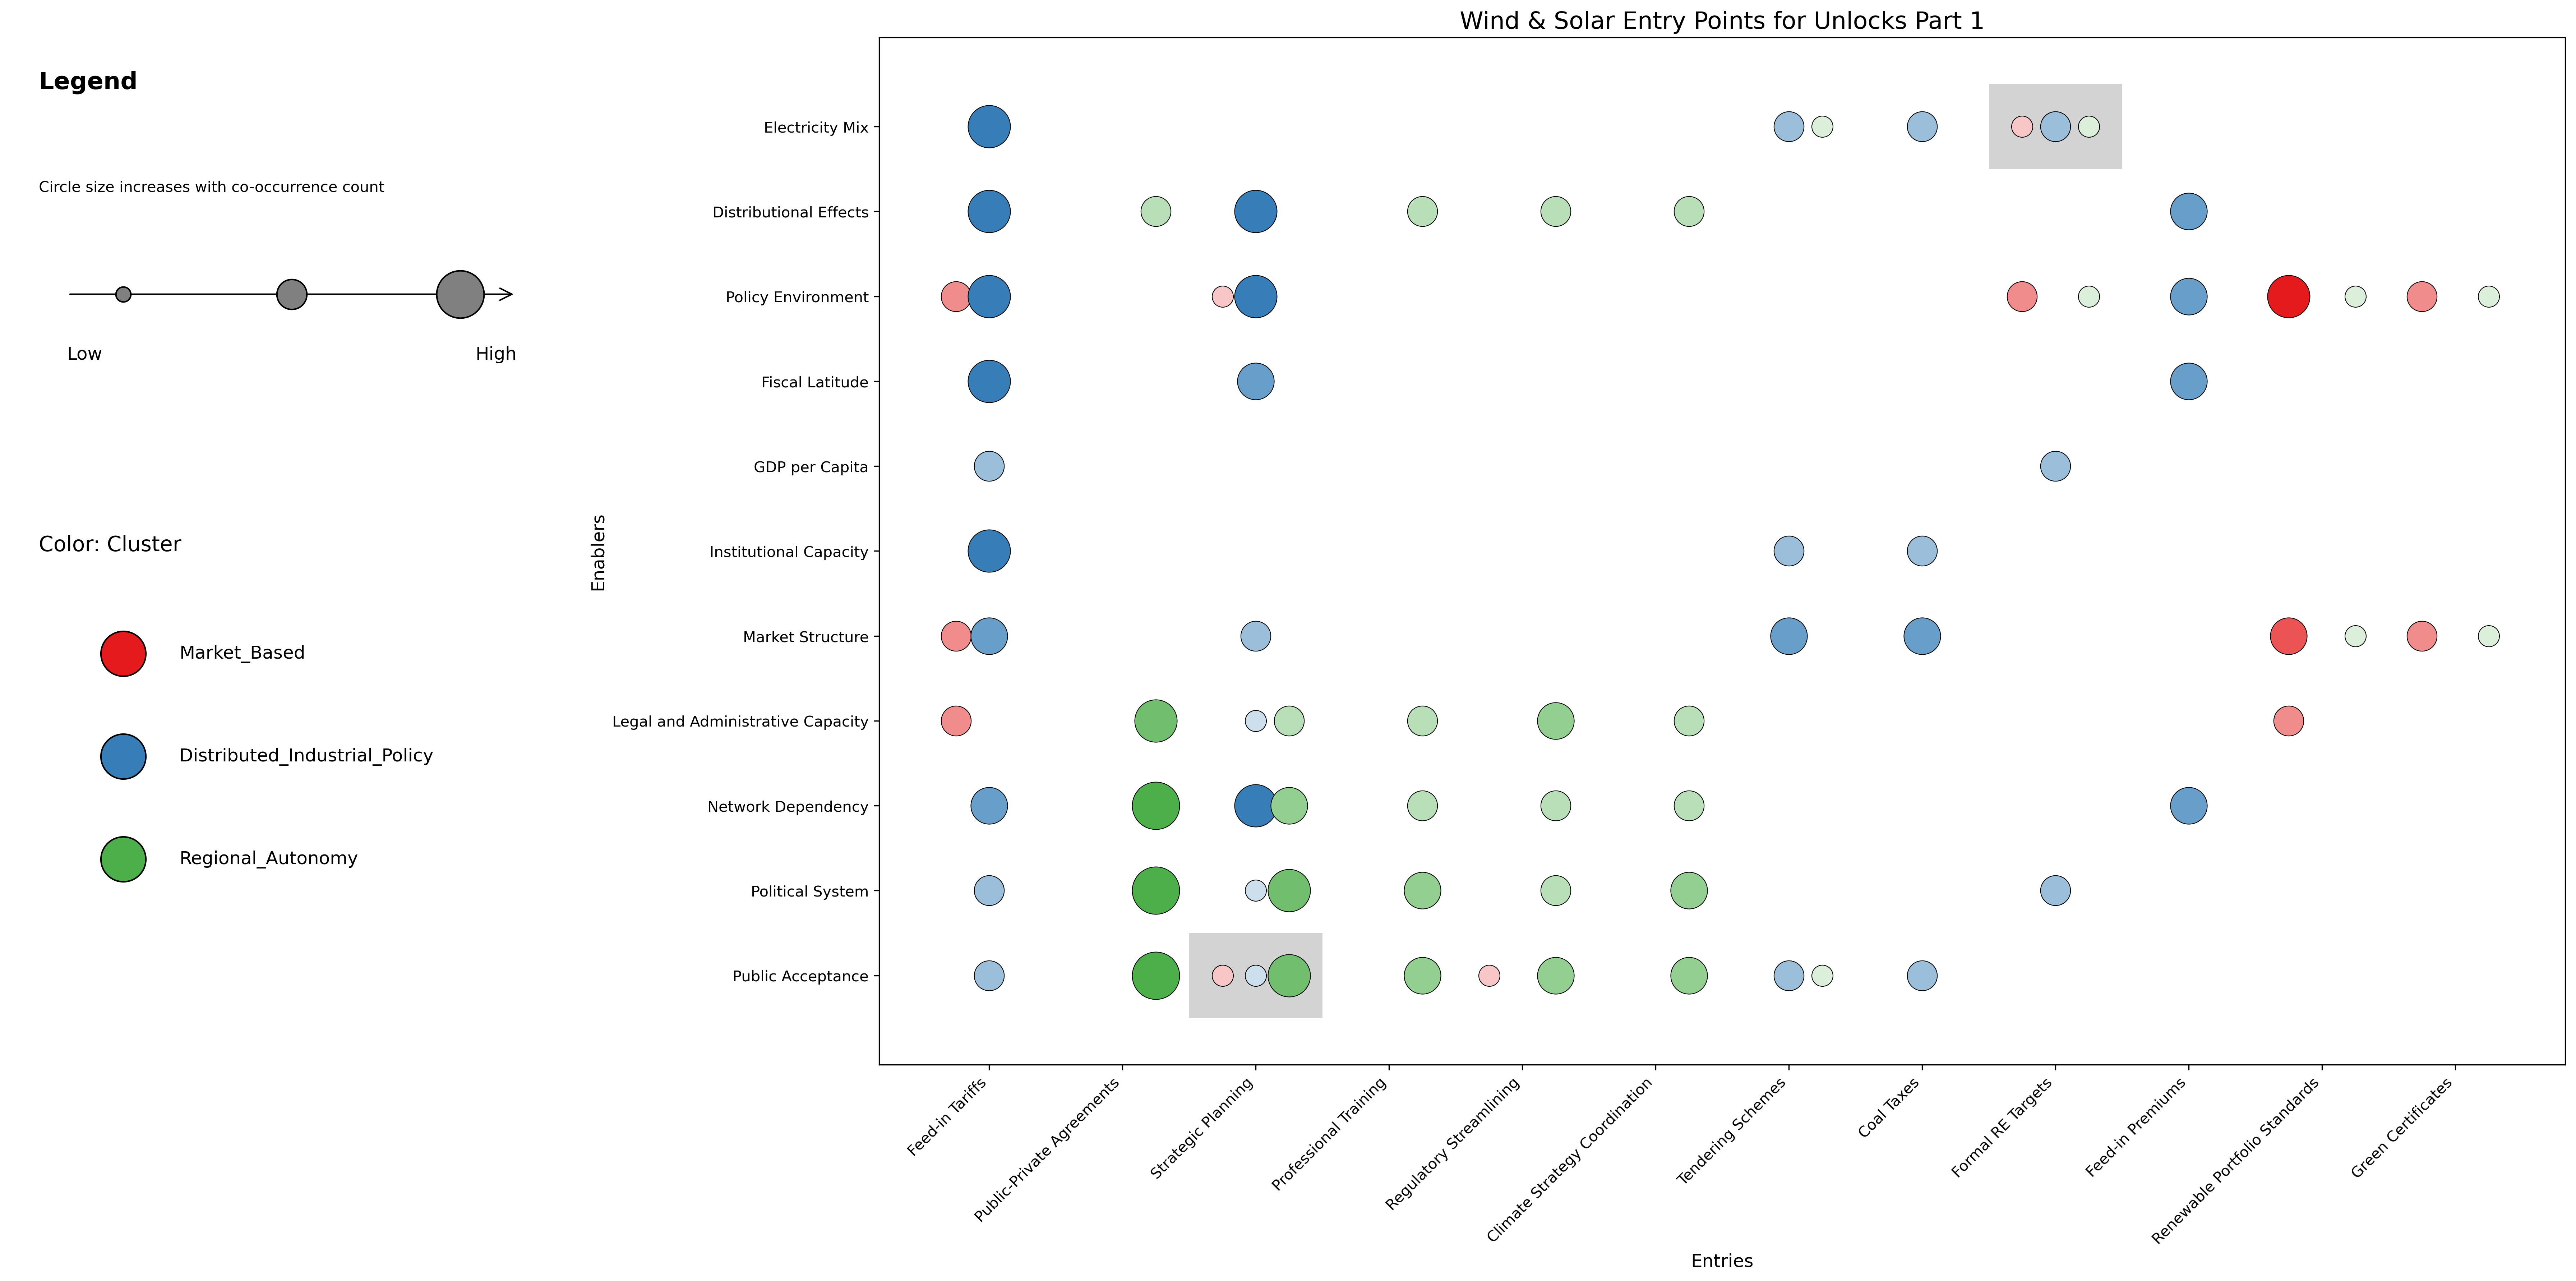 Wind & Solar Entry Points for Unlocks Part 1
Legend
Circle size increases with co-occurrence count
Low
High
Color: Cluster
Market_Based
Distributed_Industrial_Policy
Regional_Autonomy
Enablers
Electricity Mix
Distributional Effects
Policy Environment
Fiscal Latitude
GDP per Capita
Institutional Capacity
Market Structure
Legal and Administrative Capacity
Network Dependency
Political System
Public Acceptance
Feed-in Tariffs
Public-Private Agreements
Strategic Planning
Professional Training
Regulatory Streamlining
Climate Strategy Coordination
Tendering Schemes
Coal Taxes
Formal RE Targets
Feed-in Premiums
Renewable Portfolio Standards
Green Certificates
Entries